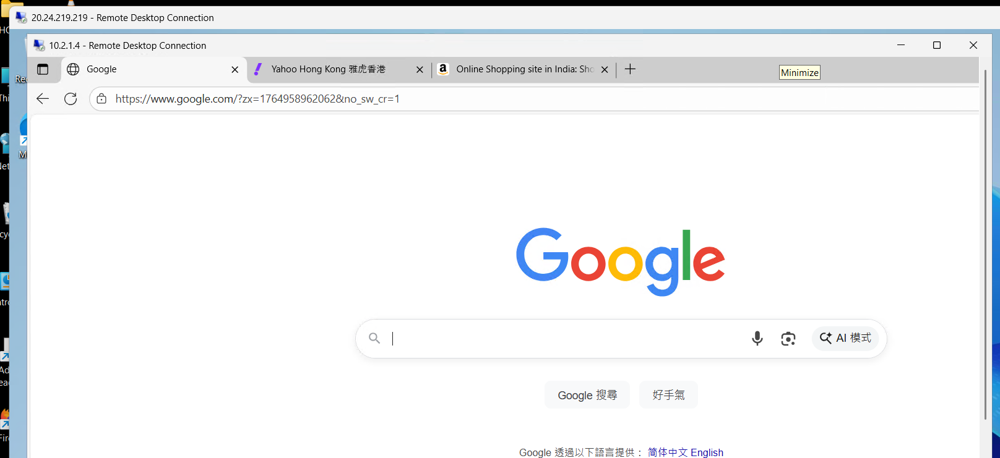 20.24.219.219 - Remote Desktop Connection
10.2.1.4 - Remote Desktop Connection
Google
Yahoo Hong Kong 雅虎香港
Online Shopping site in India: Sho
Minimize
https://www.google.com/?zx=1764958962062&no_sw_cr=1
Google
AI 模式
Google 搜尋
好手氣
Google 透過以下語言提供： 简体中文 English